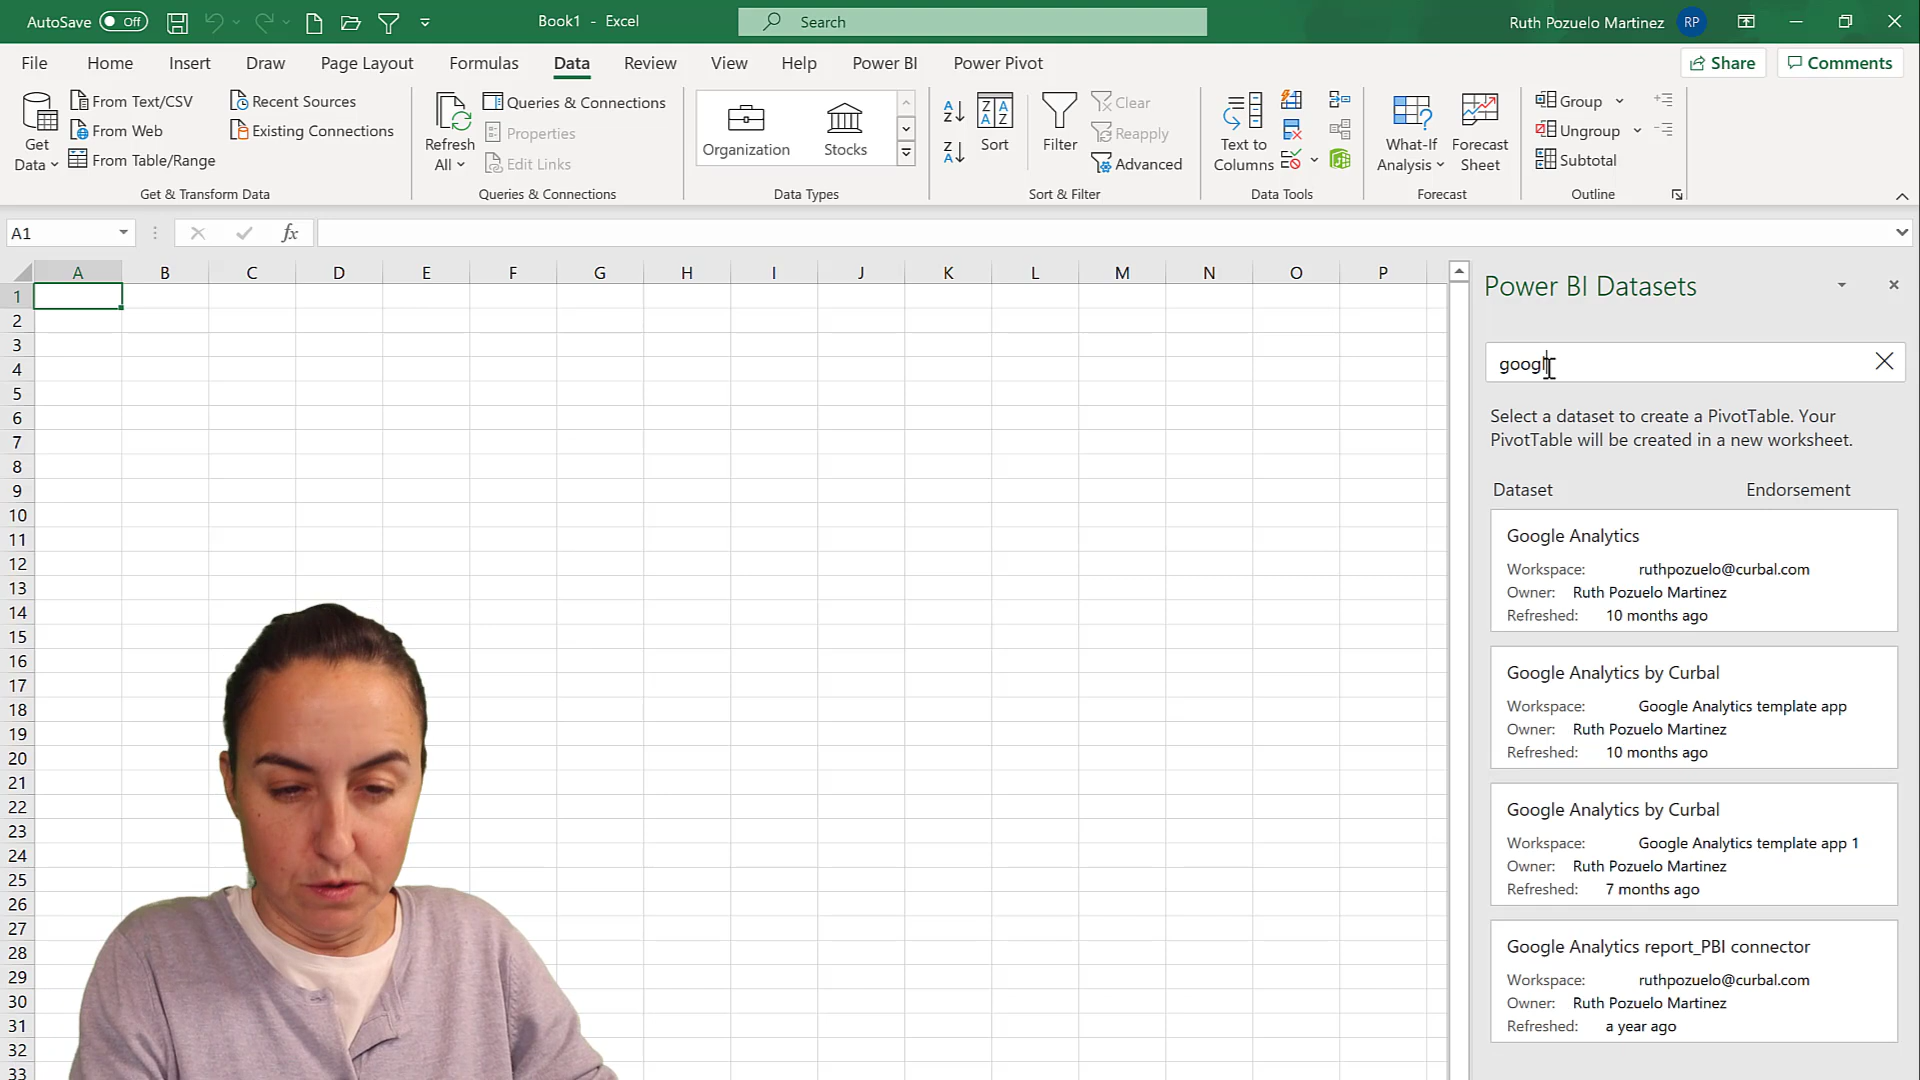 AutoSave Off Book1 - Excel Search Ruth Pozuelo Martinez RP
File Home Insert Draw Page Layout Formulas Data Review View Help Power BI Power Pivot Share Comments
Get Data
From Text/CSV
From Web
From Table/Range
Recent Sources
Existing Connections
Get & Transform Data
Refresh All
Queries & Connections
Properties
Edit Links
Queries & Connections
Organization
Stocks
Data Types
Sort
Filter
Clear
Reapply
Advanced
Sort & Filter
Text to Columns
Data Tools
What-If Analysis
Forecast Sheet
Forecast
Group
Ungroup
Subtotal
Outline
A1 fx
A B C D E F G H I J K L M N O P
1
2
3
4
5
6
7
8
9
10
11
12
13
14
15
16
17
18
19
20
21
22
23
24
25
26
27
28
29
30
31
32
33
Power BI Datasets
googl
Select a dataset to create a PivotTable. Your
PivotTable will be created in a new worksheet.
Dataset Endorsement
Google Analytics
Workspace: ruthpozuelo@curbal.com
Owner: Ruth Pozuelo Martinez
Refreshed: 10 months ago
Google Analytics by Curbal
Workspace: Google Analytics template app
Owner: Ruth Pozuelo Martinez
Refreshed: 10 months ago
Google Analytics by Curbal
Workspace: Google Analytics template app 1
Owner: Ruth Pozuelo Martinez
Refreshed: 7 months ago
Google Analytics report_PBI connector
Workspace: ruthpozuelo@curbal.com
Owner: Ruth Pozuelo Martinez
Refreshed: a year ago